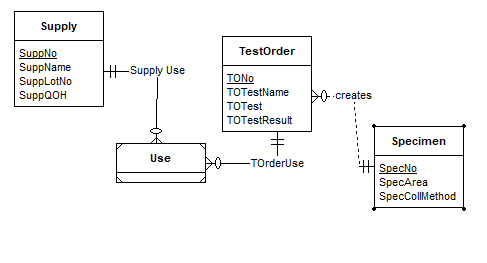 Supply
SuppNo
SuppName
SuppLotNo
SuppQOH
Supply Use
TestOrder
TONo
TOTestName
TOTest
TOTestResult
creates
Use
TOrderUse
Specimen
SpecNo
SpecArea
SpecCollMethod